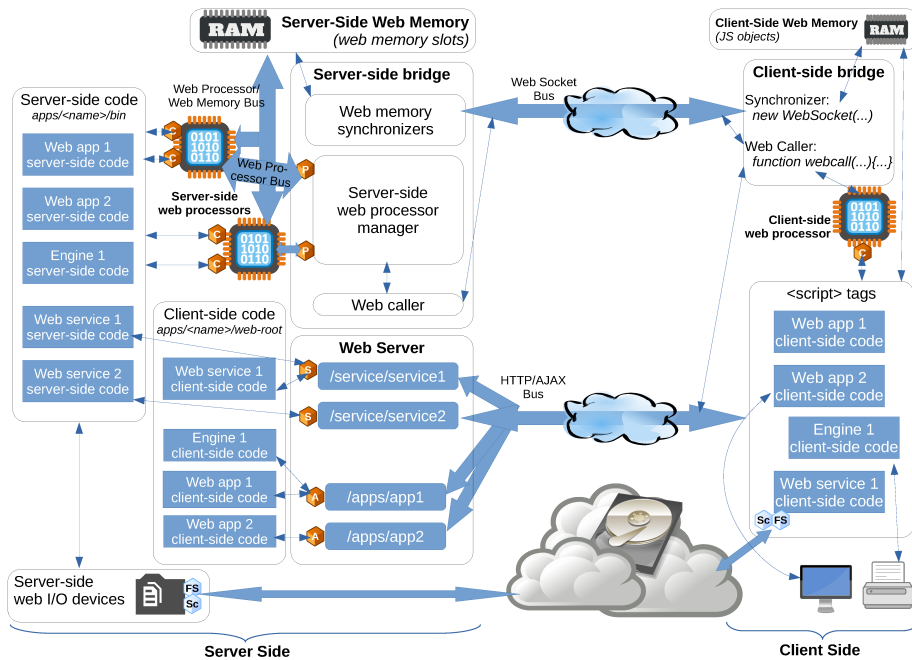 RAM
Server-Side Web Memory
(web memory slots)
Client-Side Web Memory
(JS objects)
RAM
Server-side code
apps/<name>/bin
Web app 1
server-side code
Web app 2
server-side code
Engine 1
server-side code
Web service 1
server-side code
Web service 2
server-side code
Web Processor/
Web Memory Bus
C
C
0101
1010
0110
Web Pro-
cessor Bus
Server-side
web processors
C
C
0101
1010
0110
Server-side bridge
Web memory
synchronizers
P
Server-side
web processor
manager
P
Web caller
Web Socket
Bus
Client-side bridge
Synchronizer:
new WebSocket(...)
Web Caller:
function webcall(...){...}
Client-side
web processor
0101
1010
0110
C
Client-side code
apps/<name>/web-root
Web service 1
client-side code
Engine 1
client-side code
Web app 1
client-side code
Web app 2
client-side code
Web Server
S
/service/service1
S
/service/service2
A
/apps/app1
A
/apps/app2
HTTP/AJAX
Bus
<script> tags
Web app 1
client-side code
Web app 2
client-side code
Engine 1
client-side code
Web service 1
client-side code
Sc
FS
Server-side
web I/O devices
FS
Sc
Server Side
Client Side